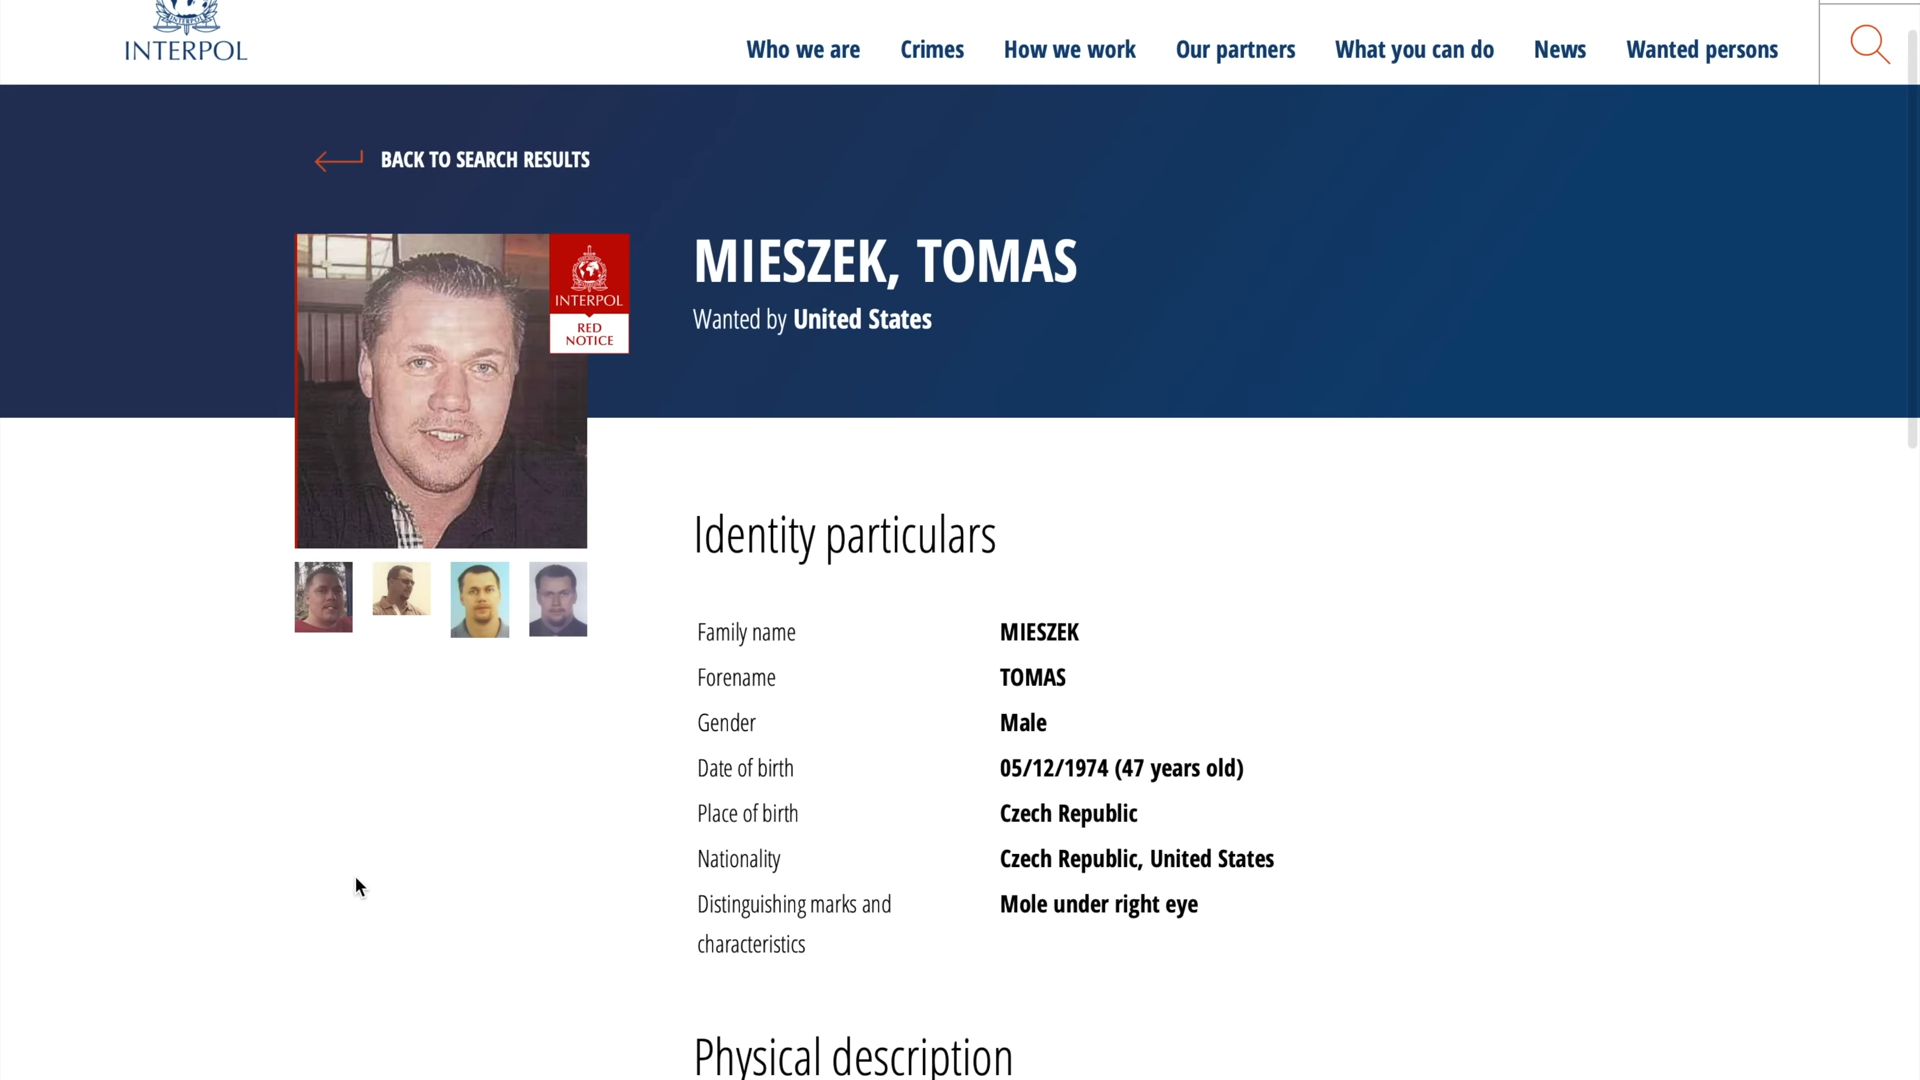 INTERPOL
Who we are Crimes How we work Our partners What you can do News Wanted persons
BACK TO SEARCH RESULTS
INTERPOL
RED
NOTICE
MIESZEK, TOMAS
Wanted by United States
Identity particulars
Family name MIESZEK
Forename TOMAS
Gender Male
Date of birth 05/12/1974 (47 years old)
Place of birth Czech Republic
Nationality Czech Republic, United States
Distinguishing marks and Mole under right eye
characteristics
Physical description